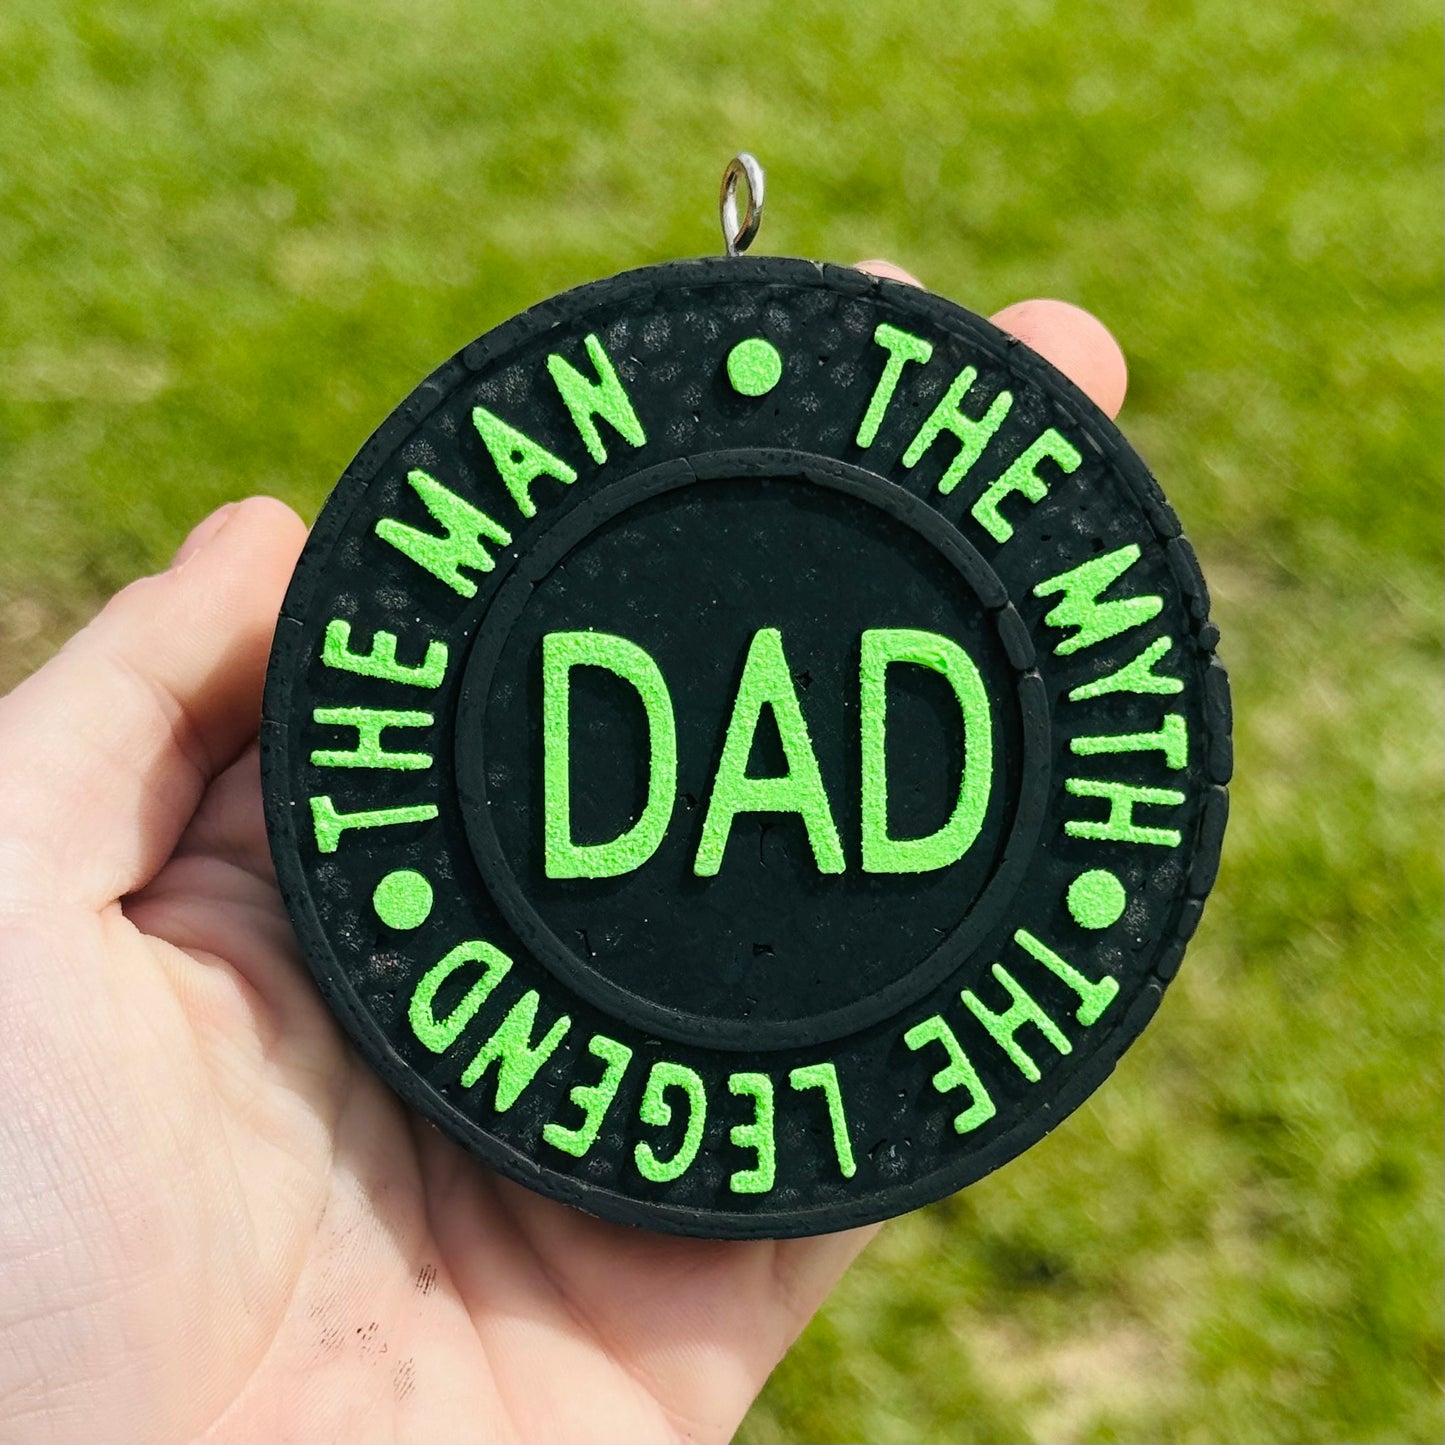 THE MAN • THE MYTH • THE LEGEND •
DAD